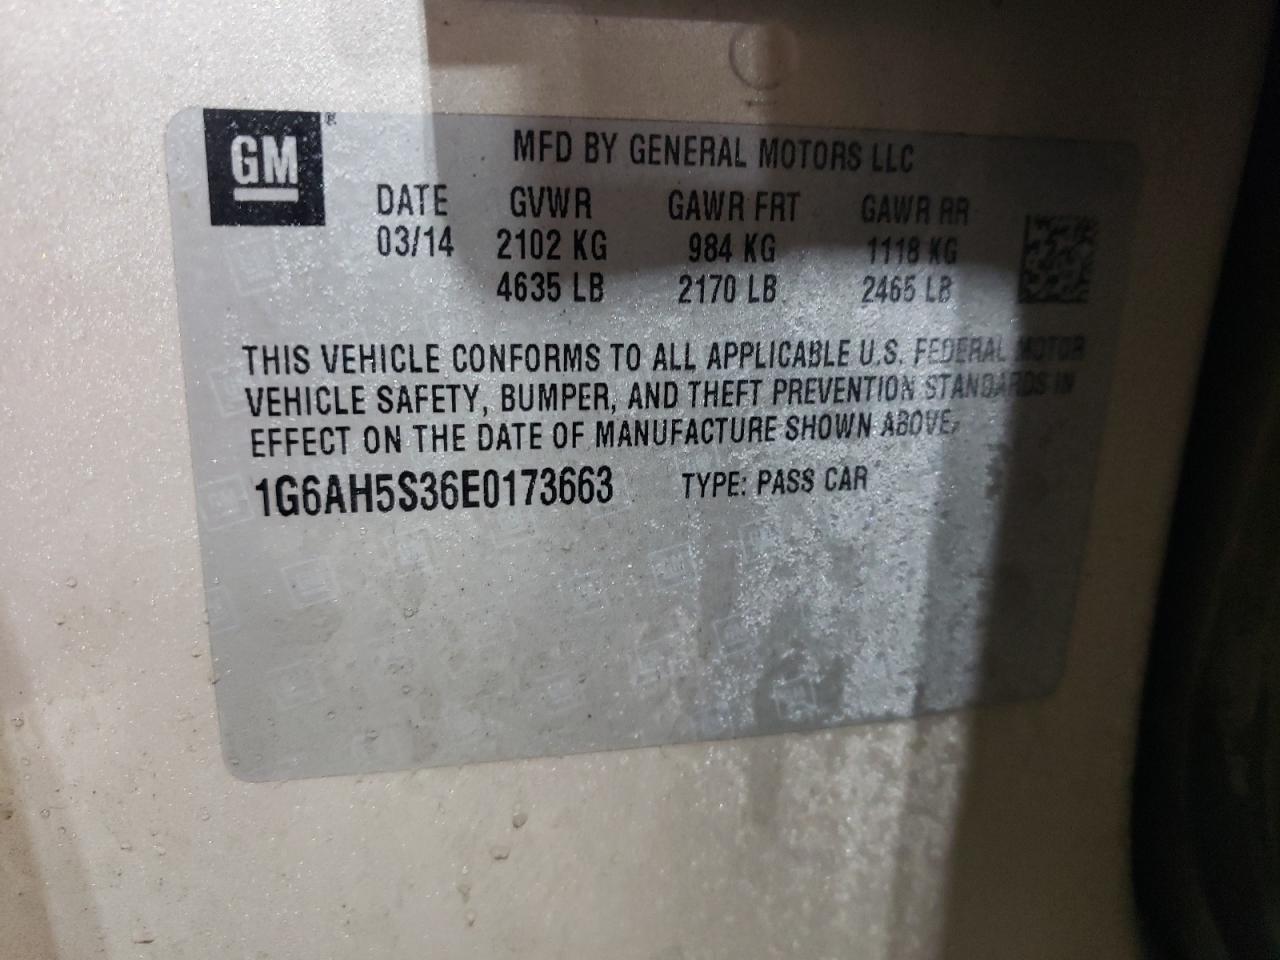 GM ®
MFD BY GENERAL MOTORS LLC
DATE GVWR GAWR FRT GAWR RR
03/14 2102 KG 984 KG 1118 KG
4635 LB 2170 LB 2465 LB
THIS VEHICLE CONFORMS TO ALL APPLICABLE U.S. FEDERAL MOTOR
VEHICLE SAFETY, BUMPER, AND THEFT PREVENTION STANDARDS IN
EFFECT ON THE DATE OF MANUFACTURE SHOWN ABOVE.
1G6AH5S36E0173663 TYPE: PASS CAR